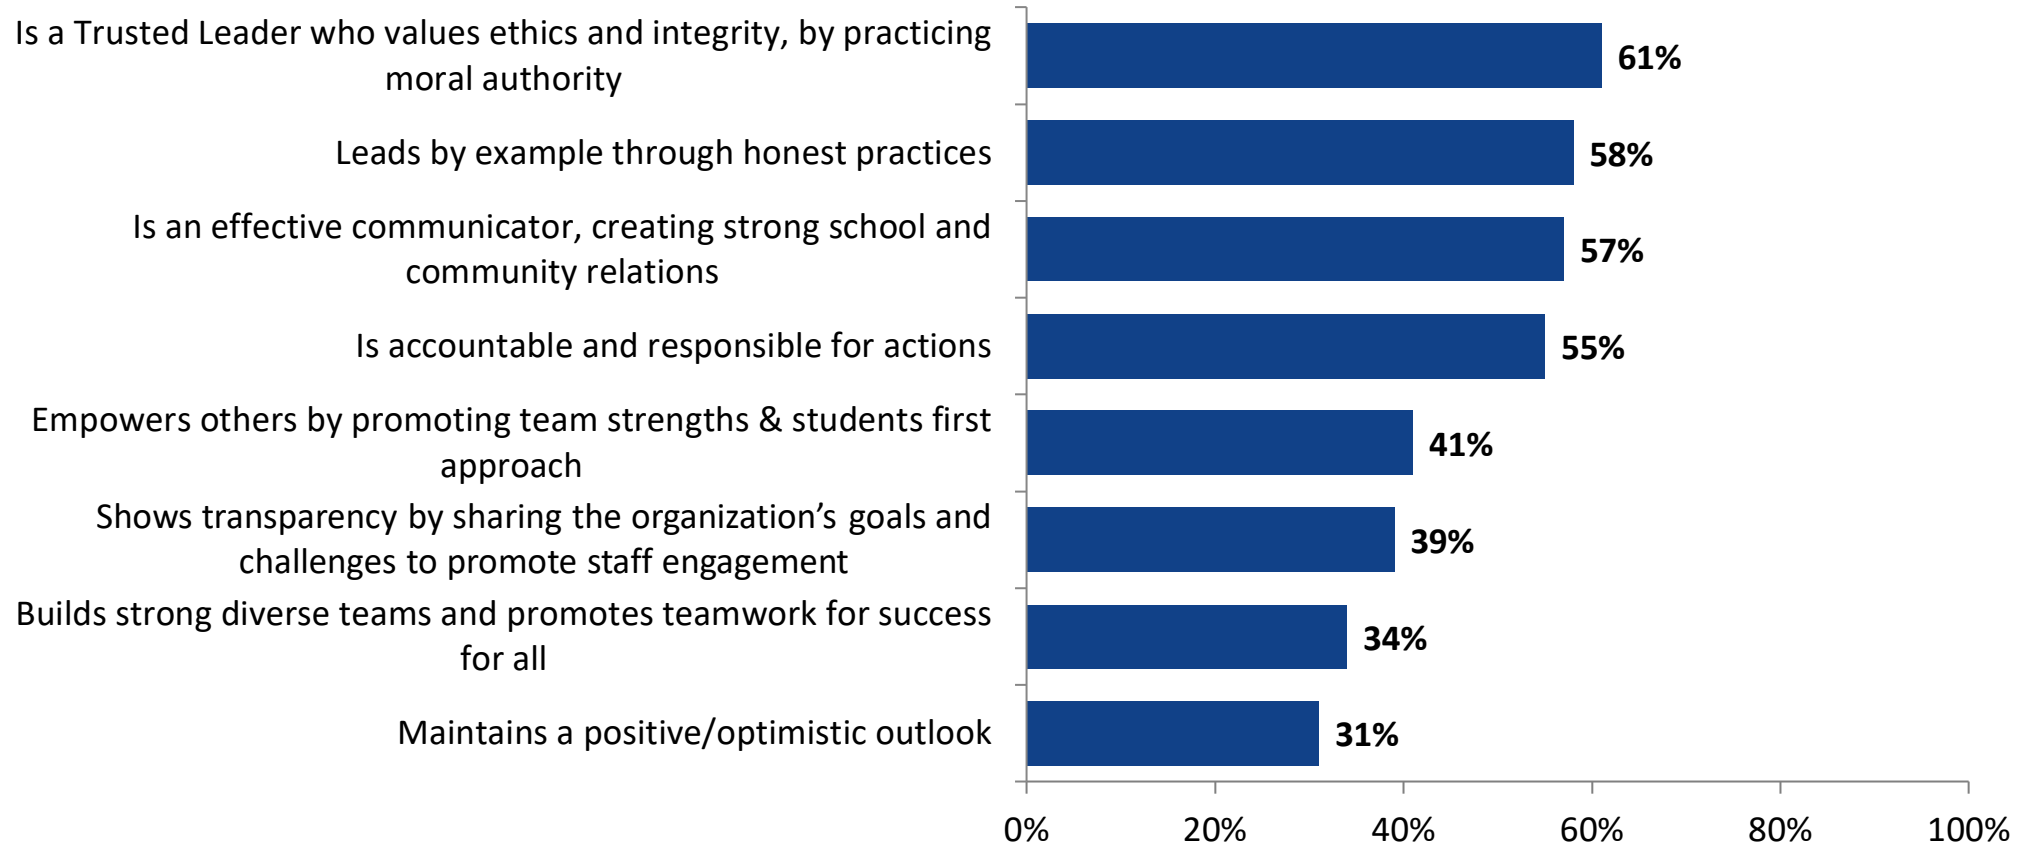 Is a Trusted Leader who values ethics and integrity, by practicing
moral authority
61%
Leads by example through honest practices
58%
Is an effective communicator, creating strong school and
community relations
57%
Is accountable and responsible for actions
55%
Empowers others by promoting team strengths & students first
approach
41%
Shows transparency by sharing the organization’s goals and
challenges to promote staff engagement
39%
Builds strong diverse teams and promotes teamwork for success
for all
34%
Maintains a positive/optimistic outlook
31%
0% 20% 40% 60% 80% 100%